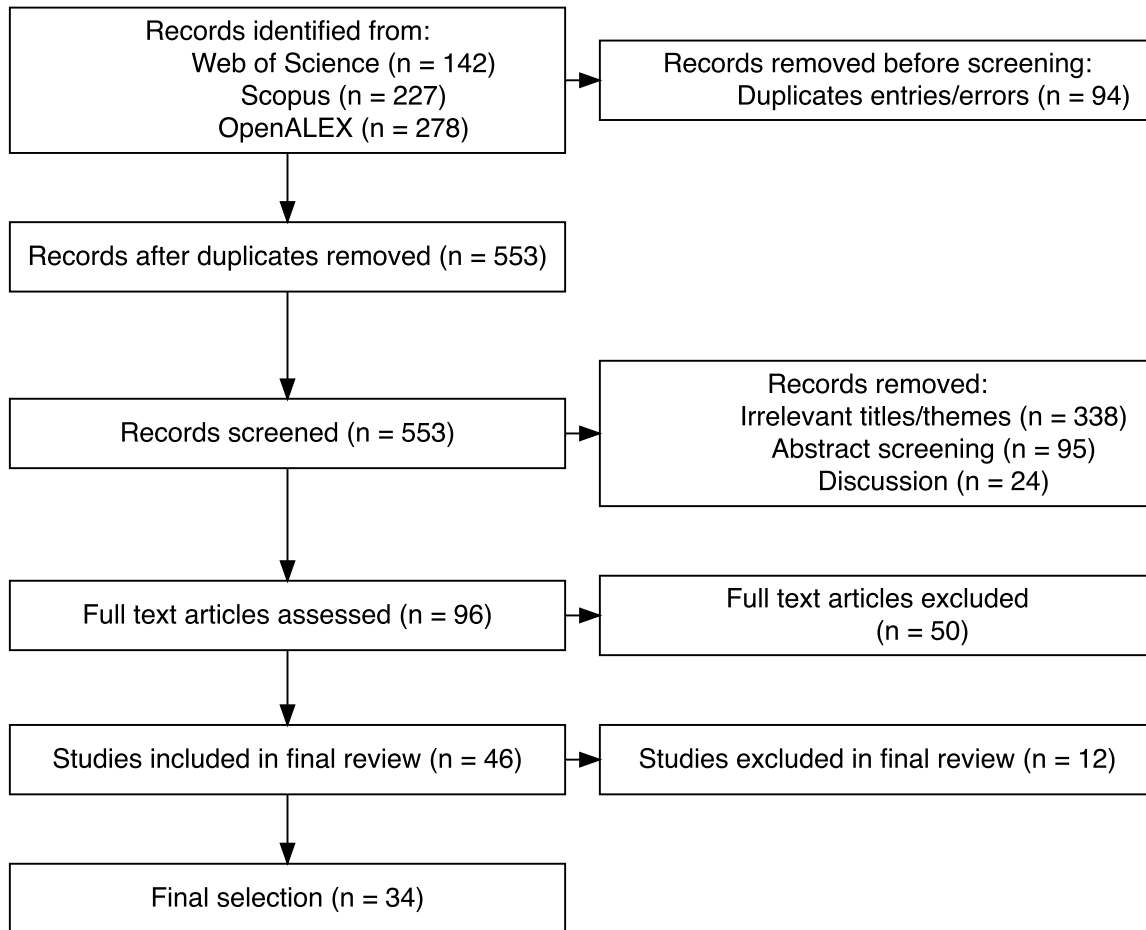 Records identified from:
Web of Science (n = 142)
Scopus (n = 227)
OpenALEX (n = 278)
Records removed before screening:
Duplicates entries/errors (n = 94)
Records after duplicates removed (n = 553)
Records screened (n = 553)
Records removed:
Irrelevant titles/themes (n = 338)
Abstract screening (n = 95)
Discussion (n = 24)
Full text articles assessed (n = 96)
Full text articles excluded
(n = 50)
Studies included in final review (n = 46)
Studies excluded in final review (n = 12)
Final selection (n = 34)